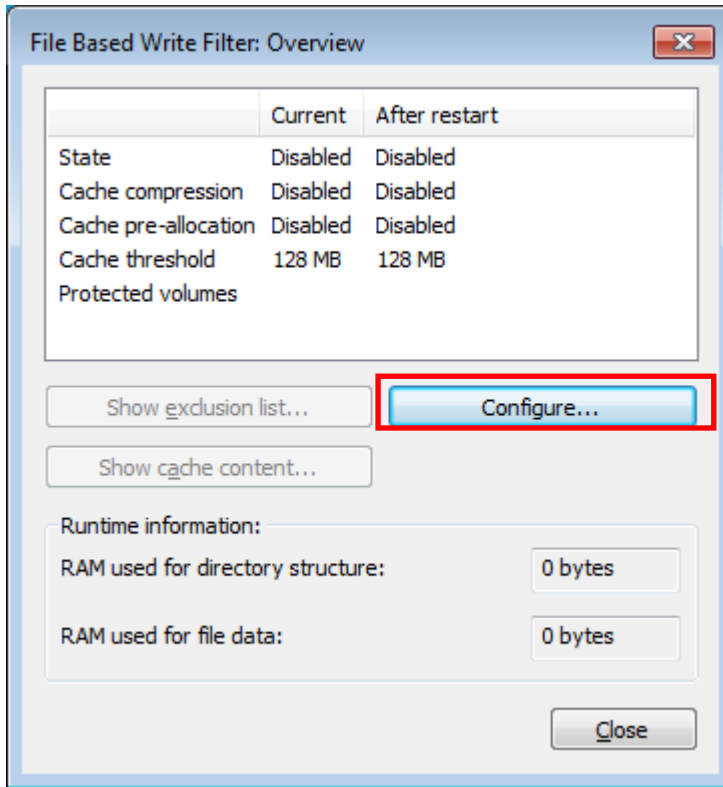 File Based Write Filter: Overview
Current After restart
State Disabled Disabled
Cache compression Disabled Disabled
Cache pre-allocation Disabled Disabled
Cache threshold 128 MB 128 MB
Protected volumes
Show exclusion list... Configure...
Show cache content...
Runtime information:
RAM used for directory structure: 0 bytes
RAM used for file data: 0 bytes
Close